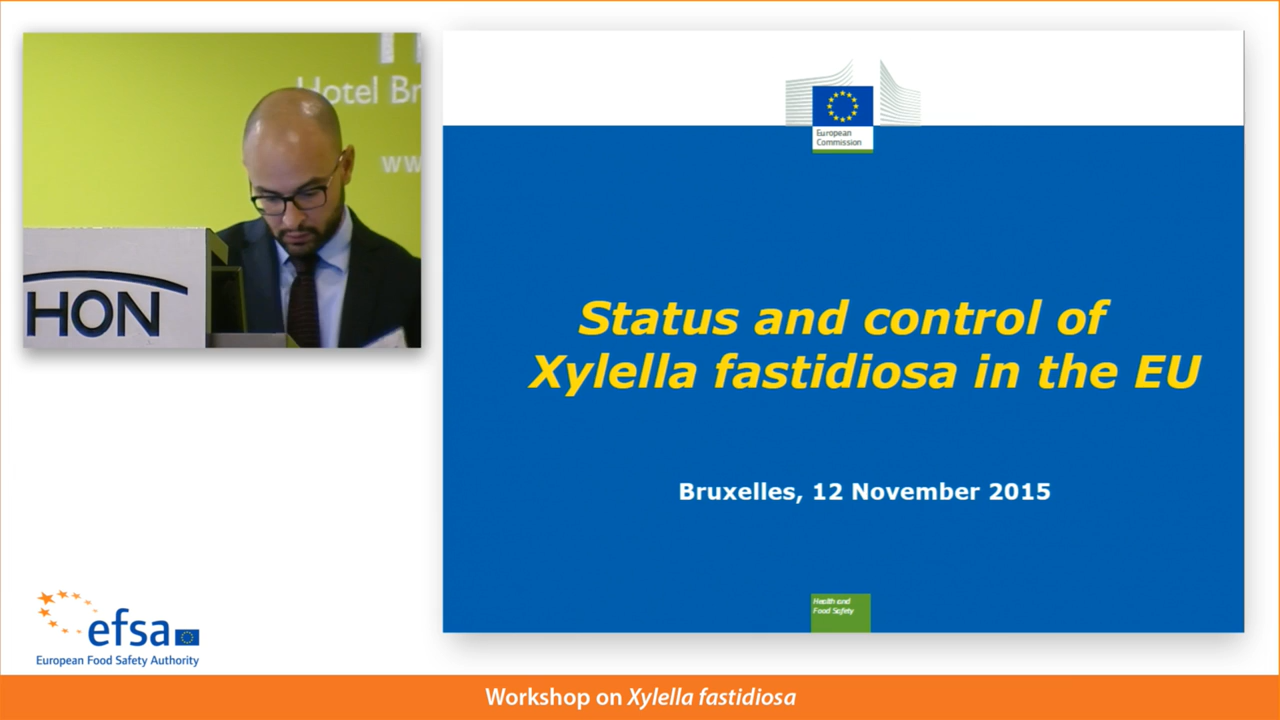 Hotel Br
ww
HON
European
Commission
Status and control of
Xylella fastidiosa in the EU
Bruxelles, 12 November 2015
Health and
Food Safety
efsa
European Food Safety Authority
Workshop on Xylella fastidiosa